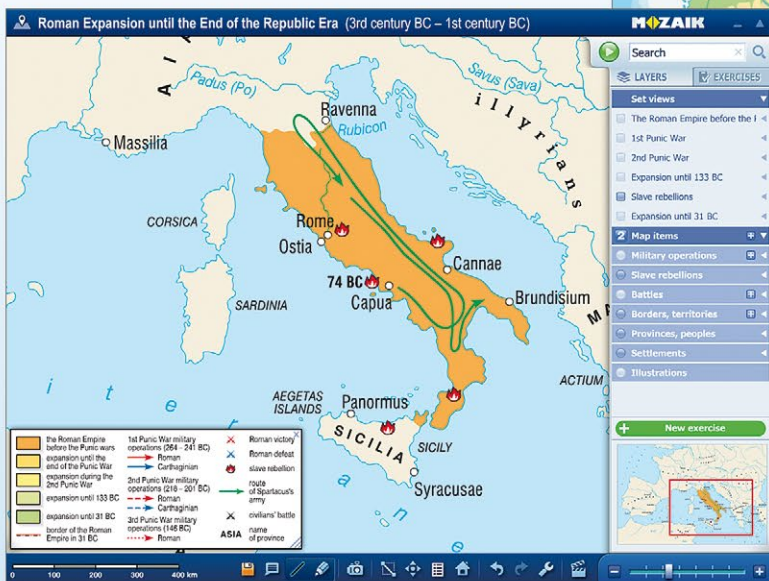 Roman Expansion until the End of the Republic Era (3rd century BC – 1st century BC)
MOZAIK
Search
LAYERS
EXERCISES
Set views
The Roman Empire before the
1st Punic War
2nd Punic War
Expansion until 133 BC
Slave rebellions
Expansion until 31 BC
2 Map items
Military operations
Slave rebellions
Battles
Borders, territories
Provinces, peoples
Settlements
Illustrations
New exercise
Padus (Po)
Savus (Sava)
Ravenna
Rubicon
illyrians
Massilia
CORSICA
Rome
Ostia
Cannae
74 BC
Capua
Brundisium
SARDINIA
ACTIUM
AEGETAS
ISLANDS
Panormus
SICILIA
SICILY
Syracusae
the Roman Empire
before the Punic wars
expansion until the
end of the Punic War
expansion during the
2nd Punic War
expansion until 133 BC
expansion until 31 BC
border of the Roman
Empire in 31 BC
1st Punic War military
operations (264 – 241 BC)
Roman
Carthaginian
2nd Punic War military
operations (218 – 201 BC)
Roman
Carthaginian
3rd Punic War military
operations (146 BC)
Roman
Roman victory
Roman defeat
slave rebellion
route
of Spartacus's
army
civilians' battle
ASIA name
of province
0 100 200 300 400 km